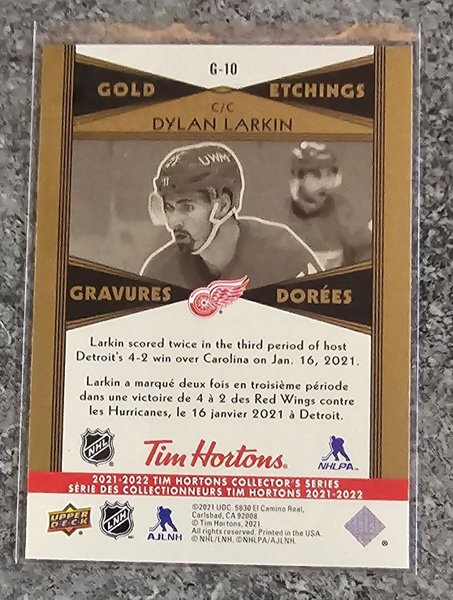 G-10
GOLD ETCHINGS
C/C
DYLAN LARKIN
UWM
GRAVURES DORÉES
Larkin scored twice in the third period of host
Detroit's 4-2 win over Carolina on Jan. 16, 2021.
Larkin a marqué deux fois en troisième période
dans une victoire de 4 à 2 des Red Wings contre
les Hurricanes, le 16 janvier 2021 à Detroit.
NHL Tim Hortons® NHLPA™
2021-2022 TIM HORTONS COLLECTOR'S SERIES
SÉRIE DES COLLECTIONNEURS TIM HORTONS 2021-2022
UPPER DECK LNH AJLNH
©2021 UDC. 5830 El Camino Real,
Carlsbad, CA 92008.
© Tim Hortons, 2021.
All rights reserved. Printed in the USA.
© NHL/LNH. ©NHLPA/AJLNH.